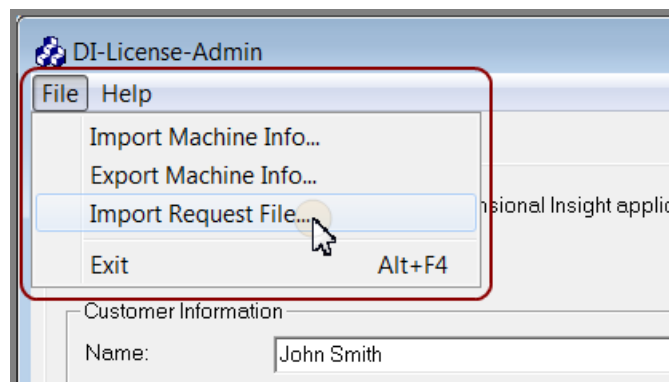 DI-License-Admin
File Help
Import Machine Info...
Export Machine Info...
Import Request File...
Exit Alt+F4
Insight
Customer Information
Name: John Smith